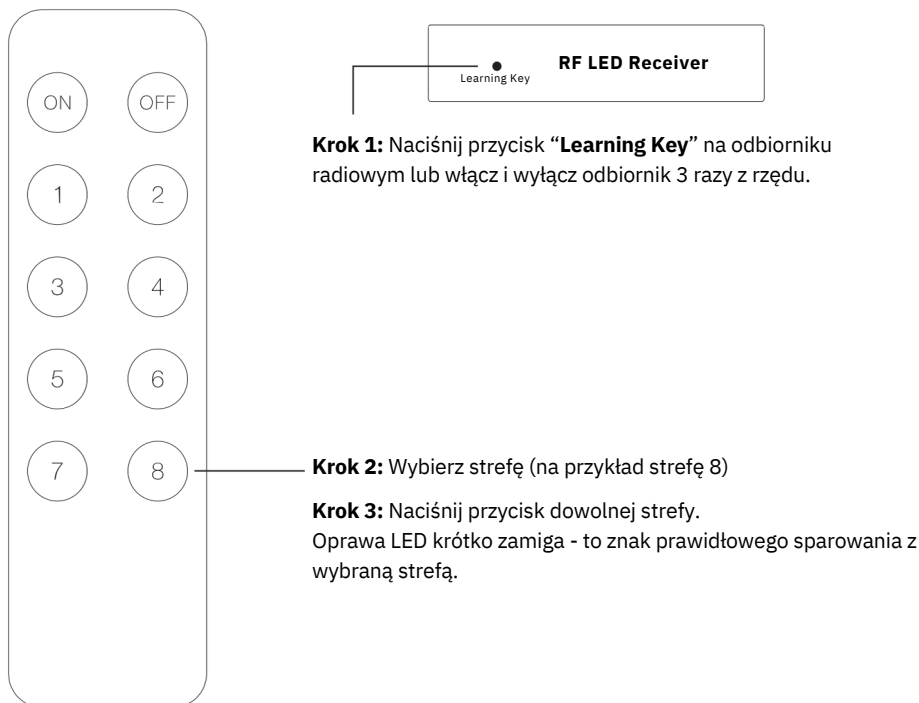 ON OFF
1 2
3 4
5 6
7 8
RF LED Receiver
Learning Key
Krok 1: Naciśnij przycisk “Learning Key” na odbiorniku
radiowym lub włącz i wyłącz odbiornik 3 razy z rzędu.
Krok 2: Wybierz strefę (na przykład strefę 8)
Krok 3: Naciśnij przycisk dowolnej strefy.
Oprawa LED krótko zamiga - to znak prawidłowego sparowania z
wybraną strefą.